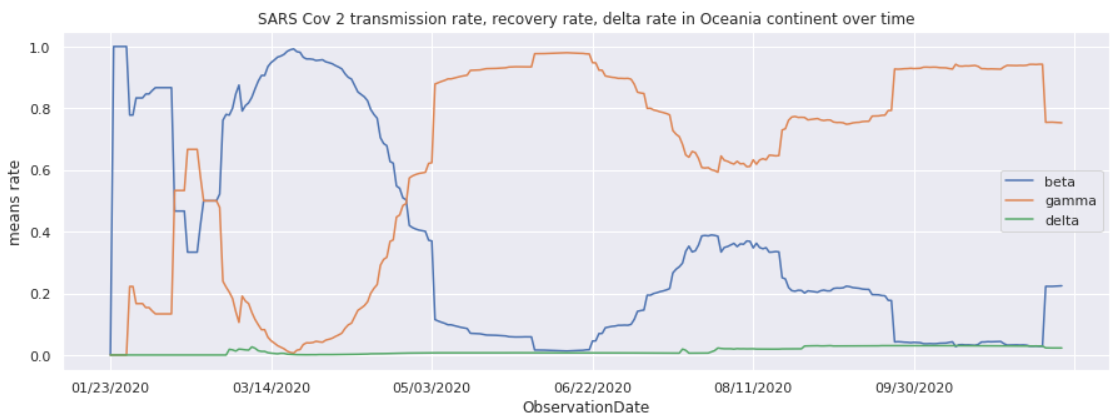 SARS Cov 2 transmission rate, recovery rate, delta rate in Oceania continent over time
means rate
1.0
0.8
0.6
0.4
0.2
0.0
beta
gamma
delta
01/23/2020 03/14/2020 05/03/2020 06/22/2020 08/11/2020 09/30/2020
ObservationDate